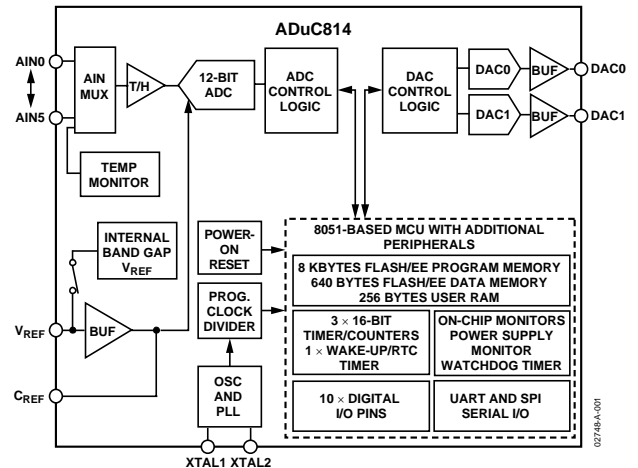 ADuC814
AIN0
AIN5
AIN
MUX
T/H
12-BIT
ADC
ADC
CONTROL
LOGIC
DAC
CONTROL
LOGIC
DAC0
BUF
DAC0
DAC1
BUF
DAC1
TEMP
MONITOR
INTERNAL
BAND GAP
VREF
POWER-
ON RESET
PROG.
CLOCK
DIVIDER
OSC
AND
PLL
VREF
BUF
CREF
XTAL1 XTAL2
8051-BASED MCU WITH ADDITIONAL
PERIPHERALS
8 KBYTES FLASH/EE PROGRAM MEMORY
640 BYTES FLASH/EE DATA MEMORY
256 BYTES USER RAM
3 × 16-BIT
TIMER/COUNTERS
1 × WAKE-UP/RTC
TIMER
ON-CHIP MONITORS
POWER SUPPLY
MONITOR
WATCHDOG TIMER
10 × DIGITAL
I/O PINS
UART AND SPI
SERIAL I/O
02748-A-001